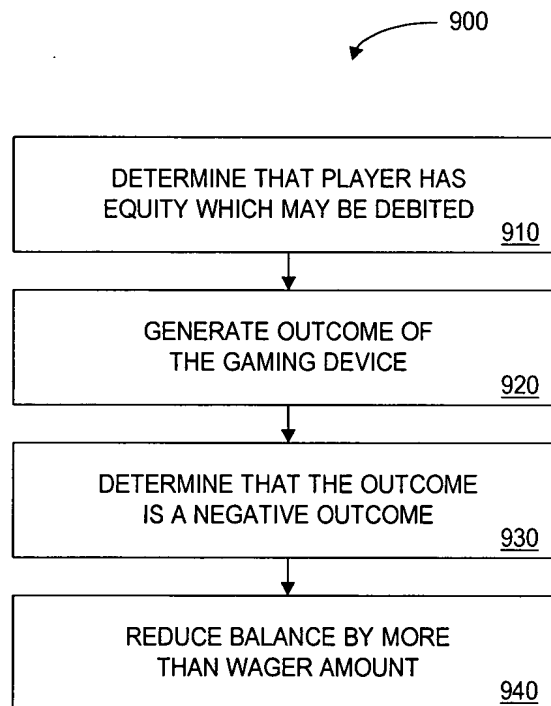 900
DETERMINE THAT PLAYER HAS
EQUITY WHICH MAY BE DEBITED
910
GENERATE OUTCOME OF
THE GAMING DEVICE
920
DETERMINE THAT THE OUTCOME
IS A NEGATIVE OUTCOME
930
REDUCE BALANCE BY MORE
THAN WAGER AMOUNT
940